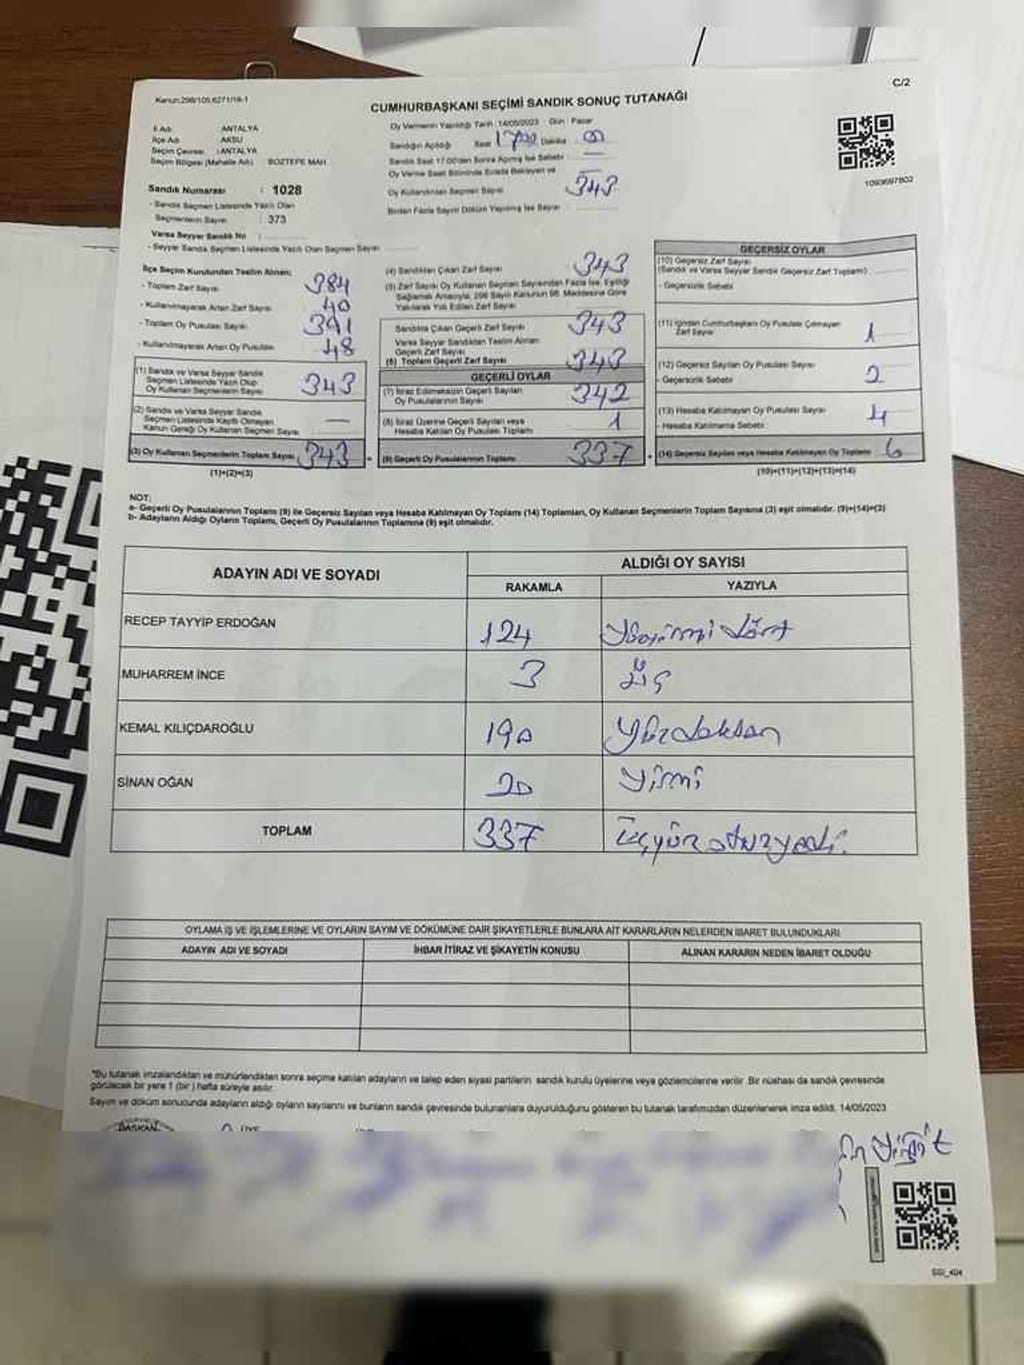 Kanun:298/105,6271/18-1
C/2
CUMHURBAŞKANI SEÇİMİ SANDIK SONUÇ TUTANAĞI
İl Adı : ANTALYA
İlçe Adı : AKSU
Seçim Çevresi : ANTALYA
Seçim Bölgesi (Mahalle Adı) BOZTEPE MAH.
Sandık Numarası : 1028
- Sandık Seçmen Listesinde Yazılı Olan
Seçmenlerin Sayısı : 373
Varsa Seyyar Sandık No :
- Seyyar Sandık Seçmen Listesinde Yazılı Olan Seçmen Sayısı
Oy Vermenin Yapıldığı Tarih : 14/05/2023 Gün : Pazar
Sandığın Açıldığı Saat 1700 Dakika 00
Sandık Saat 17:00'den Sonra Açılmış İse Sebebi —
Oy Verme Saati Bitiminde Sırada Bekleyen ve —
Oy Kullandırılan Seçmen Sayısı 343
Birden Fazla Sayım Döküm Yapılmış İse Sayısı
1093697802
İlçe Seçim Kurulundan Teslim Alınan;
- Toplam Zarf Sayısı 384
- Kullanılmayarak Artan Zarf Sayısı 40
- Toplam Oy Pusulası Sayısı 391
- Kullanılmayarak Artan Oy Pusulası 48
(1) Sandık ve Varsa Seyyar Sandık
Seçmen Listesinde Yazılı Olup
Oy Kullanan Seçmenlerin Sayısı 343
(2) Sandık ve Varsa Seyyar Sandık
Seçmen Listesinde Kayıtlı Olmayan
Kanun Gereği Oy Kullanan Seçmen Sayısı —
(3) Oy Kullanan Seçmenlerin Toplam Sayısı 343
(1)+(2)=(3)
(4) Sandıktan Çıkan Zarf Sayısı 343
(5) Zarf Sayısı Oy Kullanan Seçmen Sayısından Fazla İse, Eşitliği
Sağlamak Amacıyla, 298 Sayılı Kanunun 98. Maddesine Göre
Yakılarak Yok Edilen Zarf Sayısı
Sandıkta Çıkan Geçerli Zarf Sayısı 343
Varsa Seyyar Sandıktan Teslim Alınan
Geçerli Zarf Sayısı
(6) Toplam Geçerli Zarf Sayısı 343
GEÇERLİ OYLAR
(7) İtiraz Edilmeksizin Geçerli Sayılan
Oy Pusulalarının Sayısı 342
(8) İtiraz Üzerine Geçerli Sayılan veya
Hesaba Katılan Oy Pusulası Toplamı 1
(9) Geçerli Oy Pusulalarının Toplamı 337
GEÇERSİZ OYLAR
(10) Geçersiz Zarf Sayısı
(Sandık ve Varsa Seyyar Sandık Geçersiz Zarf Toplamı)
- Geçersizlik Sebebi
(11) İçinden Cumhurbaşkanı Oy Pusulası Çıkmayan
Zarf Sayısı 1
(12) Geçersiz Sayılan Oy Pusulası Sayısı
- Geçersizlik Sebebi 2
(13) Hesaba Katılmayan Oy Pusulası Sayısı
- Hesaba Katılmama Sebebi 4
(14) Geçersiz Sayılan veya Hesaba Katılmayan Oy Toplamı 6
(10)+(11)+(12)+(13)=(14)
NOT:
a- Geçerli Oy Pusulalarının Toplamı (9) ile Geçersiz Sayılan veya Hesaba Katılmayan Oy Toplamı (14) Toplamları, Oy Kullanan Seçmenlerin Toplam Sayısına (3) eşit olmalıdır. (9)+(14)=(3)
b- Adayların Aldığı Oyların Toplamı, Geçerli Oy Pusulalarının Toplamına (9) eşit olmalıdır.
ADAYIN ADI VE SOYADI
ALDIĞI OY SAYISI
RAKAMLA YAZIYLA
RECEP TAYYİP ERDOĞAN 124 Yüzyirmi dört
MUHARREM İNCE 3 üç
KEMAL KILIÇDAROĞLU 190 Yüzdoksan
SİNAN OĞAN 20 Yirmi
TOPLAM 337 üçyüzotuzyedi.
OYLAMA İŞ VE İŞLEMLERİNE VE OYLARIN SAYIM VE DÖKÜMÜNE DAİR ŞİKAYETLERLE BUNLARA AİT KARARLARIN NELERDEN İBARET BULUNDUKLARI
ADAYIN ADI VE SOYADI
İHBAR İTİRAZ VE ŞİKAYETİN KONUSU
ALINAN KARARIN NEDEN İBARET OLDUĞU
"Bu tutanak imzalandıktan ve mühürlendikten sonra seçime katılan adayların ve talep eden siyasi partilerin sandık kurulu üyelerine veya gözlemcilerine verilir. Bir nüshası da sandık çevresinde
görülecek bir yere 1 (bir) hafta süreyle asılır.
Sayım ve döküm sonucunda adayların aldığı oyların sayılarını ve bunların sandık çevresinde bulunanlara duyurulduğunu gösteren bu tutanak tarafımızdan düzenlenerek imza edildi. 14/05/2023
BAŞKAN
ÜYE
Yiğit
SSI_404